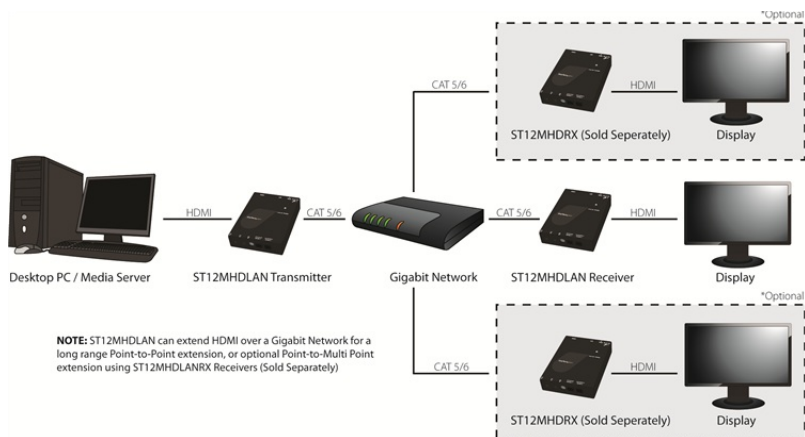 *Optional
CAT 5/6
HDMI
ST12MHDRX (Sold Seperately)
Display
HDMI
CAT 5/6
CAT 5/6
HDMI
Desktop PC / Media Server
ST12MHDLAN Transmitter
Gigabit Network
ST12MHDLAN Receiver
Display
*Optional
NOTE: ST12MHDLAN can extend HDMI over a Gigabit Network for a
long range Point-to-Point extension, or optional Point-to-Multi Point
extension using ST12MHDLANRX Receivers (Sold Separately)
CAT 5/6
HDMI
ST12MHDRX (Sold Seperately)
Display